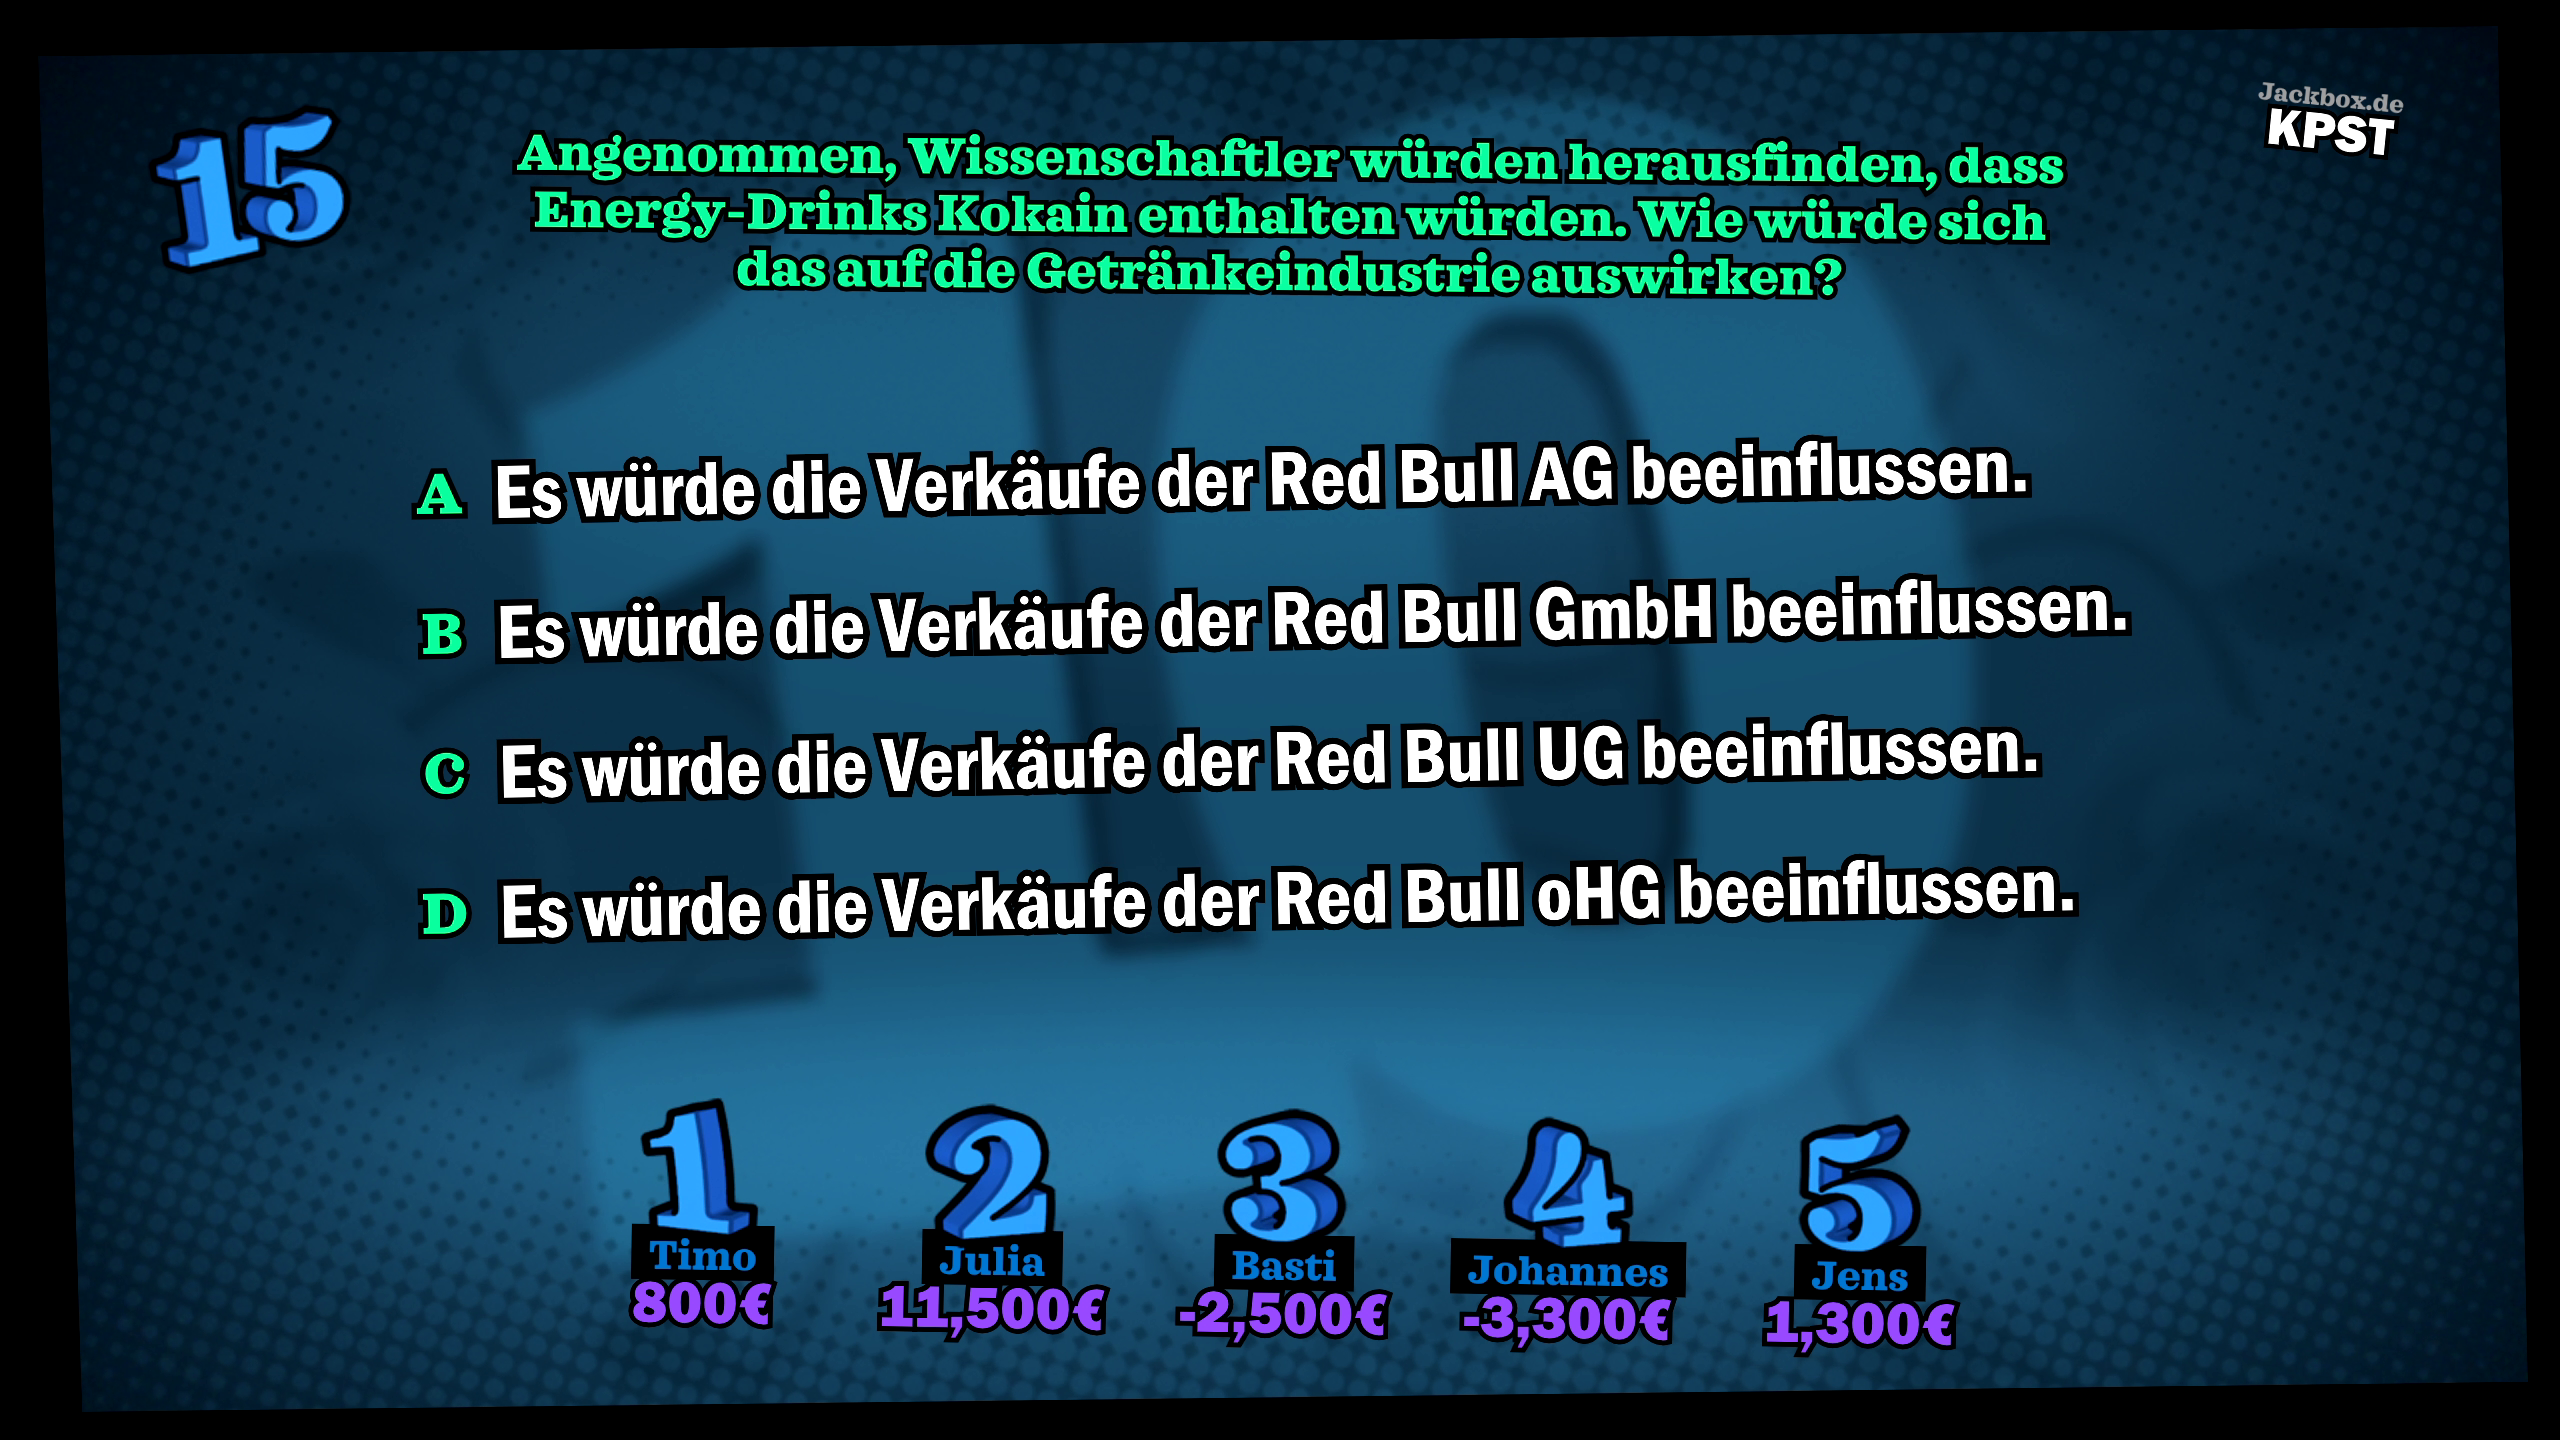 15
Jackbox.de
KPST
Angenommen, Wissenschaftler würden herausfinden, dass
Energy-Drinks Kokain enthalten würden. Wie würde sich
das auf die Getränkeindustrie auswirken?
A Es würde die Verkäufe der Red Bull AG beeinflussen.
B Es würde die Verkäufe der Red Bull GmbH beeinflussen.
C Es würde die Verkäufe der Red Bull UG beeinflussen.
D Es würde die Verkäufe der Red Bull oHG beeinflussen.
1 2 3 4 5
Timo Julia Basti Johannes Jens
800€ 11,500€ -2,500€ -3,300€ 1,300€